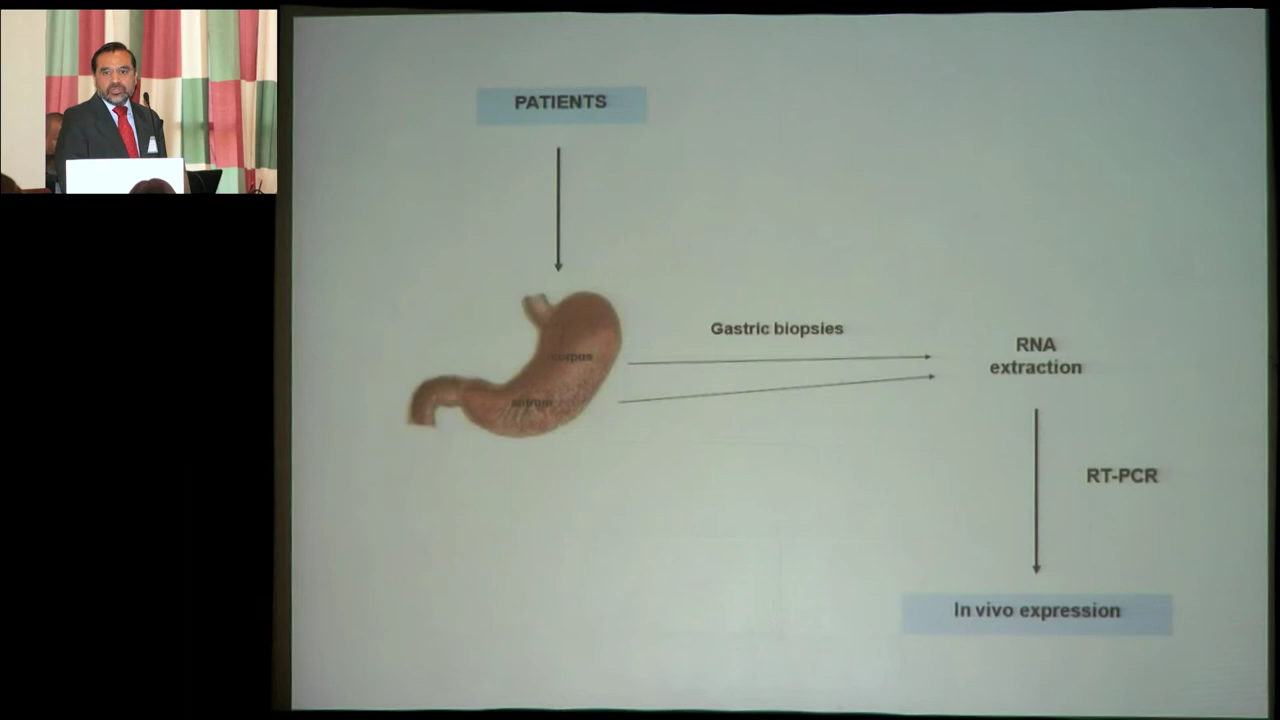 PATIENTS
Gastric biopsies
RNA
extraction
corpus
antrum
RT-PCR
In vivo expression